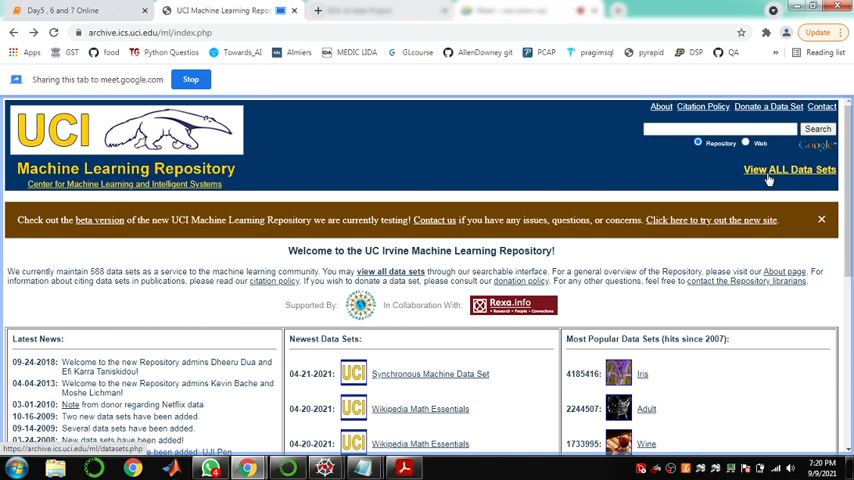 Day5 , 6 and 7 Online
UCI Machine Learning Repo
archive.ics.uci.edu/ml/index.php
Update
Apps
GST
food
Python Questions
Towards_AI
Almiers
MEDIC LIDA
GLcourse
AllenDowney git
PCAP
pragimsql
pyrapid
DSP
QA
»
Reading list
Sharing this tab to meet.google.com
Stop
About Citation Policy Donate a Data Set Contact
UCI
Search
Repository
Web
Google
Machine Learning Repository
View ALL Data Sets
Center for Machine Learning and Intelligent Systems
Check out the beta version of the new UCI Machine Learning Repository we are currently testing! Contact us if you have any issues, questions, or concerns. Click here to try out the new site.
Welcome to the UC Irvine Machine Learning Repository!
We currently maintain 588 data sets as a service to the machine learning community. You may view all data sets through our searchable interface. For a general overview of the Repository, please visit our About page. For
information about citing data sets in publications, please read our citation policy. If you wish to donate a data set, please consult our donation policy. For any other questions, feel free to contact the Repository librarians.
Supported By:
In Collaboration With:
Rexa.info
Research • People • Connections
Latest News:
09-24-2018: Welcome to the new Repository admins Dheeru Dua and
Efi Karra Taniskidou!
04-04-2013: Welcome to the new Repository admins Kevin Bache and
Moshe Lichman!
03-01-2010: Note from donor regarding Netflix data
10-16-2009: Two new data sets have been added.
09-14-2009: Several data sets have been added.
03-24-2008: New data sets have been added!
have been added: UJI Pen
Newest Data Sets:
04-21-2021:
UCI
Synchronous Machine Data Set
04-20-2021:
UCI
Wikipedia Math Essentials
04-20-2021:
UCI
Wikipedia Math Essentials
Most Popular Data Sets (hits since 2007):
4185416:
Iris
2244507:
Adult
1733995:
Wine
https://archive.ics.uci.edu/ml/datasets.php
4
7:20 PM
9/9/2021